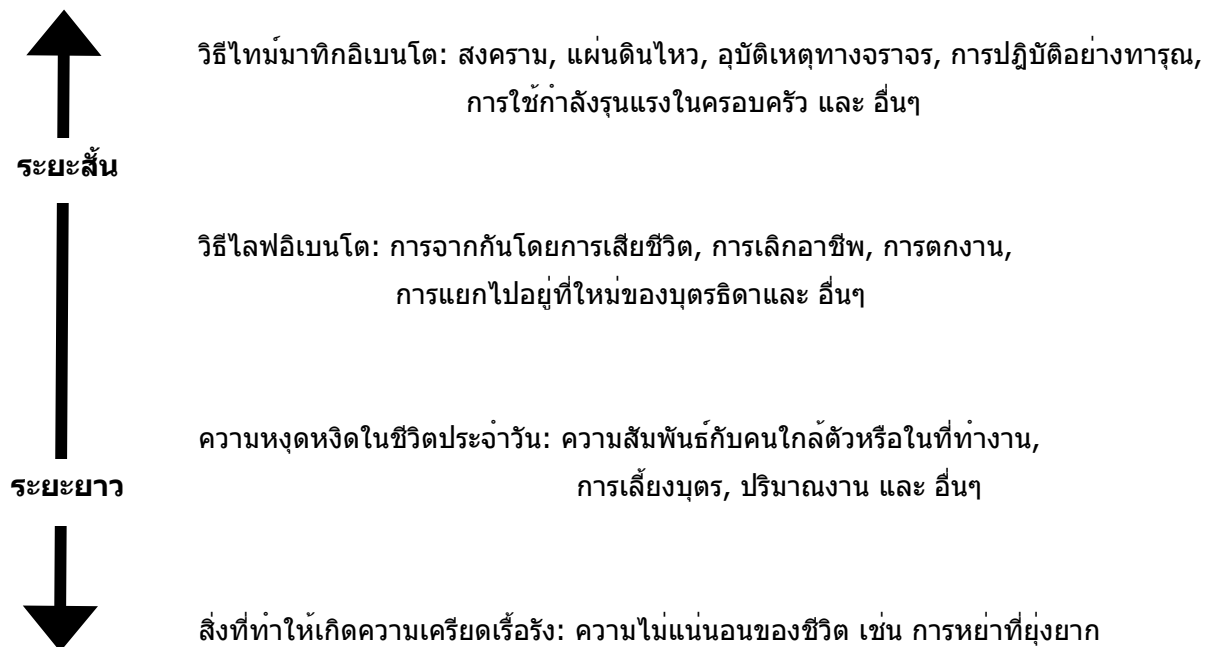 วิธีไทม์มาทิกอิเบนโต: สงคราม, แผ่นดินไหว, อุบัติเหตุทางจราจร, การปฎิบัติอย่างทารุณ,
การใช้กำลังรุนแรงในครอบครัว และ อื่นๆ
ระยะสั้น
วิธีไลฟอิเบนโต: การจากกันโดยการเสียชีวิต, การเลิกอาชีพ, การตกงาน,
การแยกไปอยู่ที่ใหม่ของบุตรธิดาและ อื่นๆ
ความหงุดหงิดในชีวิตประจำวัน: ความสัมพันธ์กับคนใกล้ตัวหรือในที่ทำงาน,
ระยะยาว
การเลี้ยงบุตร, ปริมาณงาน และ อื่นๆ
สิ่งที่ทำให้เกิดความเครียดเรื้อรัง: ความไม่แน่นอนของชีวิต เช่น การหย่าที่ยุ่งยาก